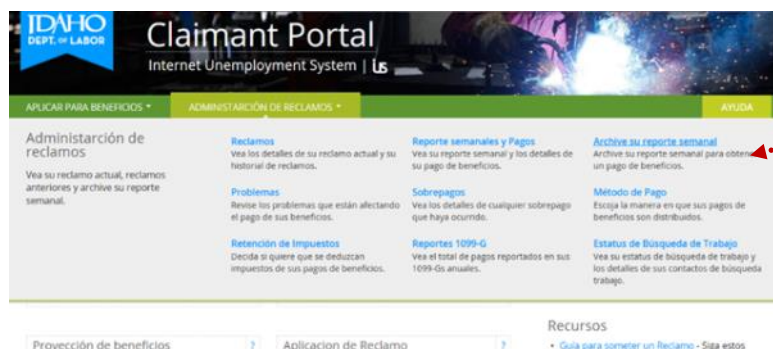 IDAHO
DEPT. OF LABOR
Claimant Portal
Internet Unemployment System | ius
APLICAR PARA BENEFICIOS
ADMINISTARCIÓN DE RECLAMOS
AYUDA
Administarción de
reclamos
Vea su reclamo actual, reclamos
anteriores y archive su reporte
semanal.
Reclamos
Vea los detalles de su reclamo actual y su
historial de reclamos.
Problemas
Revise los problemas que están afectando
el pago de sus beneficios.
Retención de Impuestos
Decida si quiere que se deduzcan
impuestos de sus pagos de beneficios.
Reporte semanales y Pagos
Vea su reporte semanal y los detalles de
su pago de beneficios.
Sobrepagos
Vea los detalles de cualquier sobrepago
que haya ocurrido.
Reportes 1099-G
Vea el total de pagos reportados en sus
1099-Gs anuales.
Archive su reporte semanal
Archive su reporte semanal para obtener
un pago de beneficios.
Método de Pago
Escoja la manera en que sus pagos de
beneficios son distribuidos.
Estatus de Búsqueda de Trabajo
Vea su estatus de búsqueda de trabajo y
los detalles de sus contactos de búsqueda
trabajo.
Proyección de beneficios ?
Aplicacion de Reclamo ?
Recursos
• Guía para someter un Reclamo - Siga estos